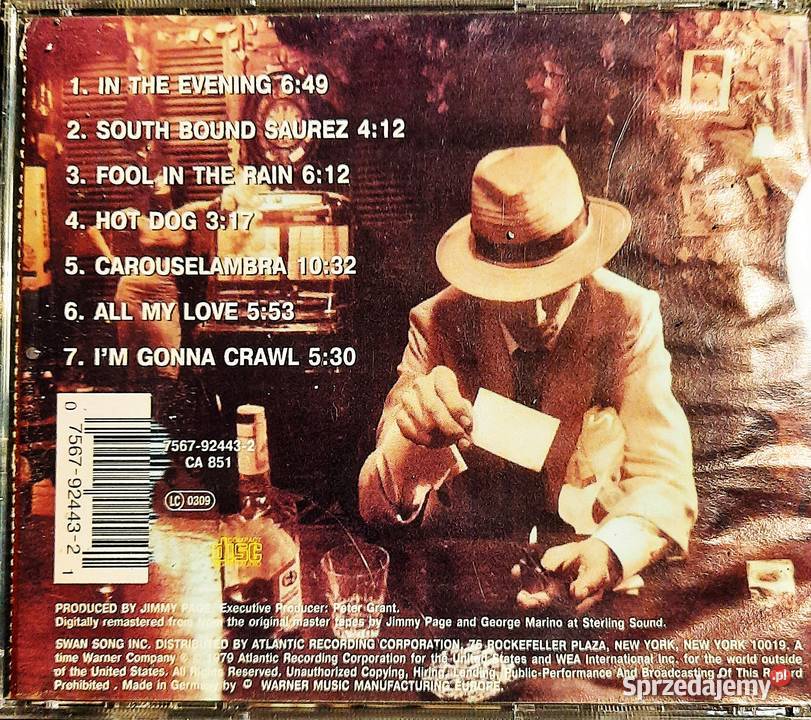 1. IN THE EVENING 6:49
2. SOUTH BOUND SAUREZ 4:12
3. FOOL IN THE RAIN 6:12
4. HOT DOG 3:17
5. CAROUSELAMBRA 10:32
6. ALL MY LOVE 5:53
7. I'M GONNA CRAWL 5:30
0 7567-92443-2 1
7567-92443-2
CA 851
LC 0309
COMPACT
disc
PRODUCED BY JIMMY PAGE. Executive Producer: Peter Grant.
Digitally remastered from the original master tapes by Jimmy Page and George Marino at Sterling Sound.
SWAN SONG INC. DISTRIBUTED BY ATLANTIC RECORDING CORPORATION, 75 ROCKEFELLER PLAZA, NEW YORK, NEW YORK 10019. A
time Warner Company © 1979 Atlantic Recording Corporation for the United States and WEA International Inc. for the world outside
of the United States. All Rights Reserved. Unauthorized Copying, Hiring, Lending, Public-Performance And Broadcasting Of This Record
Prohibited. Made in Germany by ℗ WARNER MUSIC MANUFACTURING EUROPE.
Sprzedajemy.pl